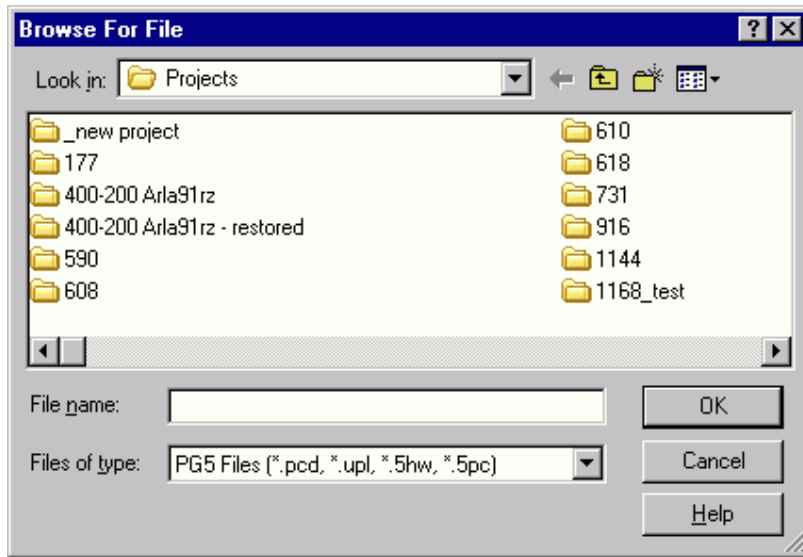 Browse For File
Look in: Projects
_new project
177
400-200 Arla91rz
400-200 Arla91rz - restored
590
608
610
618
731
916
1144
1168_test
File name:
OK
Files of type: PG5 Files (*.pcd, *.upl, *.5hw, *.5pc)
Cancel
Help